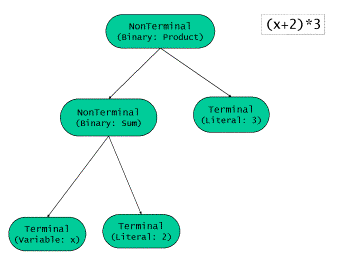 NonTerminal
(Binary: Product)
(x+2)*3
NonTerminal
(Binary: Sum)
Terminal
(Literal: 3)
Terminal
(Variable: x)
Terminal
(Literal: 2)